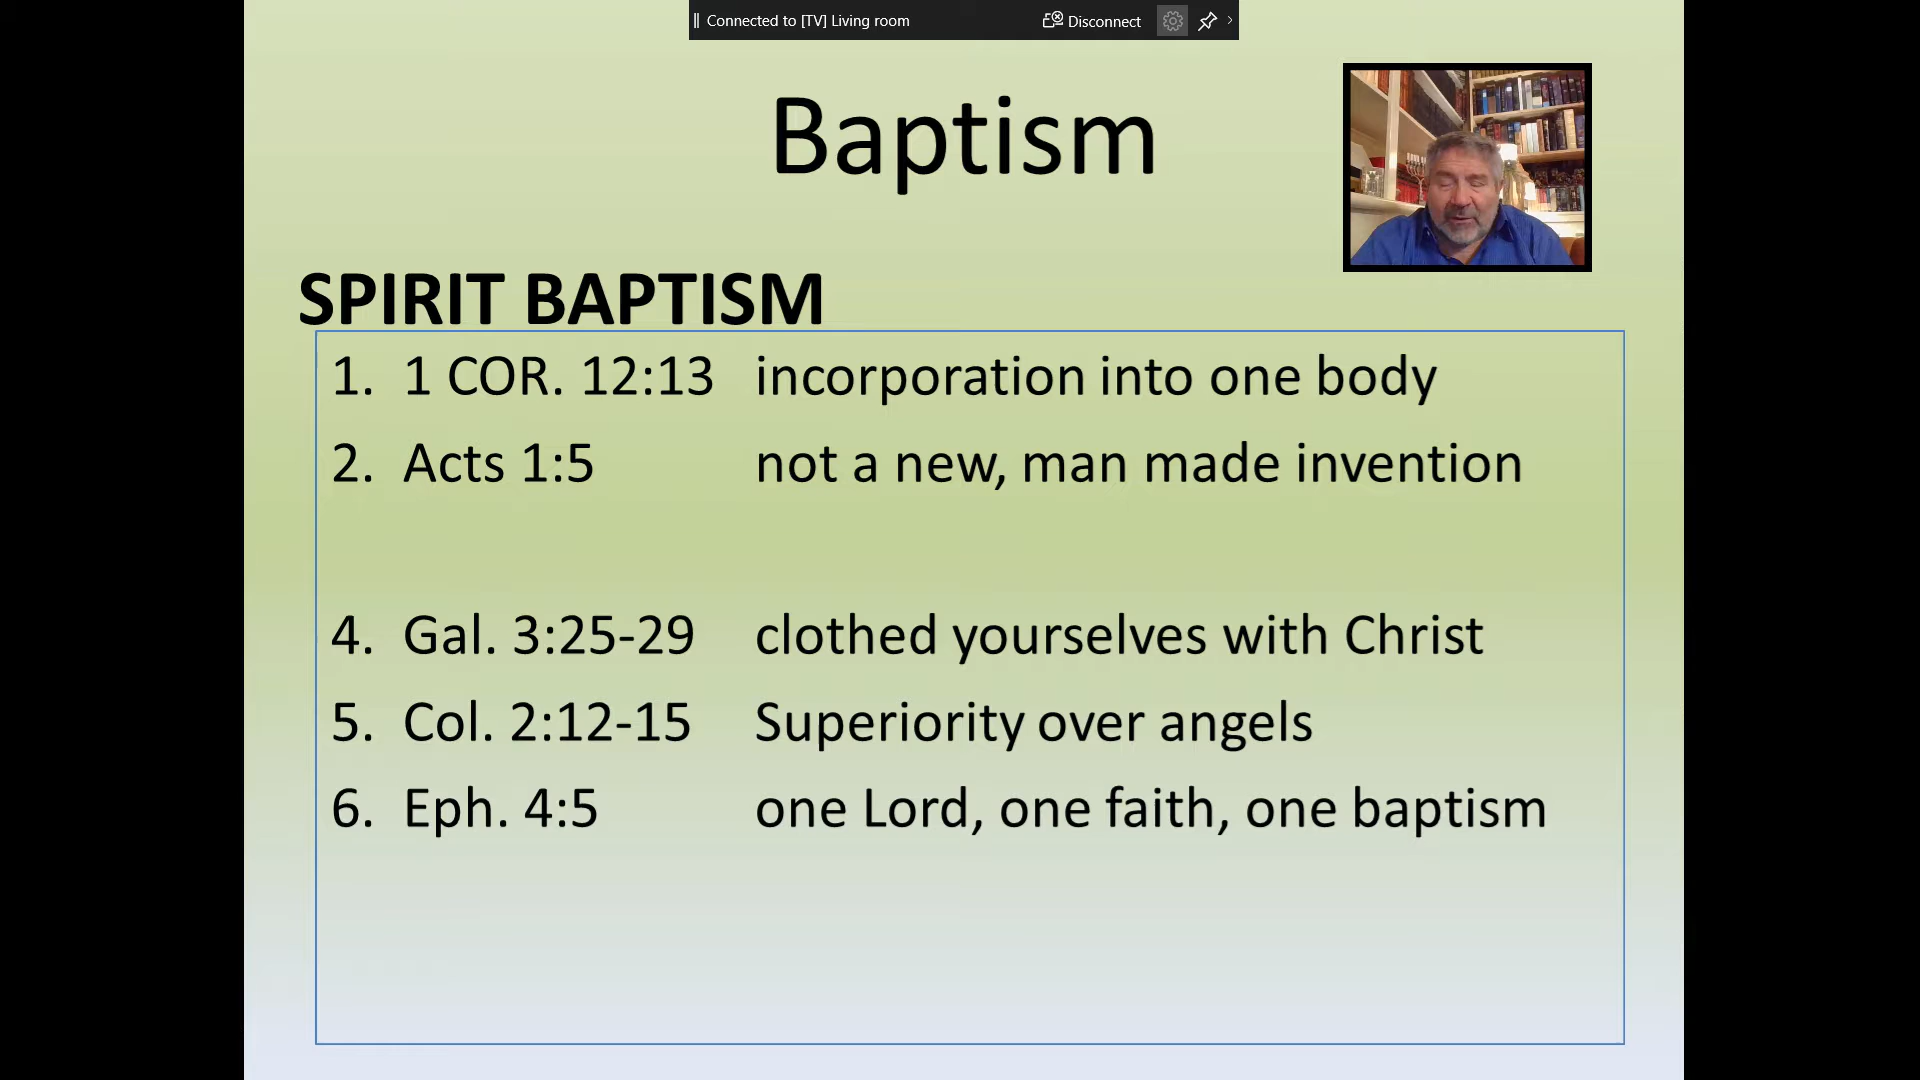 Connected to [TV] Living room Disconnect
Baptism
SPIRIT BAPTISM
1. 1 COR. 12:13 incorporation into one body
2. Acts 1:5 not a new, man made invention
4. Gal. 3:25-29 clothed yourselves with Christ
5. Col. 2:12-15 Superiority over angels
6. Eph. 4:5 one Lord, one faith, one baptism